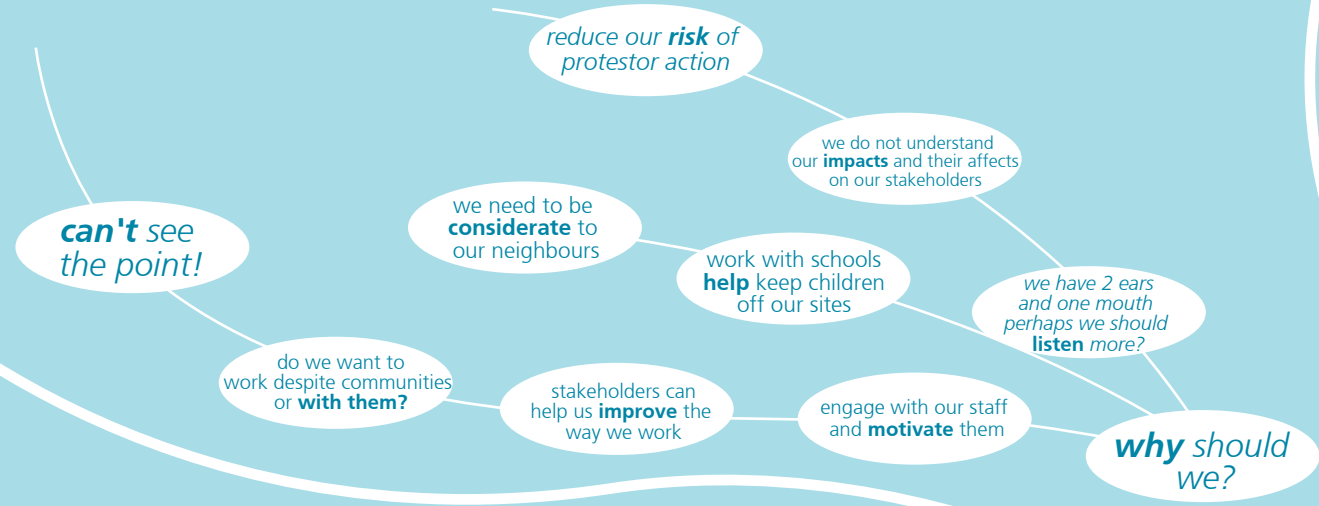 reduce our risk of
protestor action
we do not understand
our impacts and their affects
on our stakeholders
we need to be
considerate to
our neighbours
can't see
the point!
work with schools
help keep children
off our sites
we have 2 ears
and one mouth
perhaps we should
listen more?
do we want to
work despite communities
or with them?
stakeholders can
help us improve the
way we work
engage with our staff
and motivate them
why should
we?